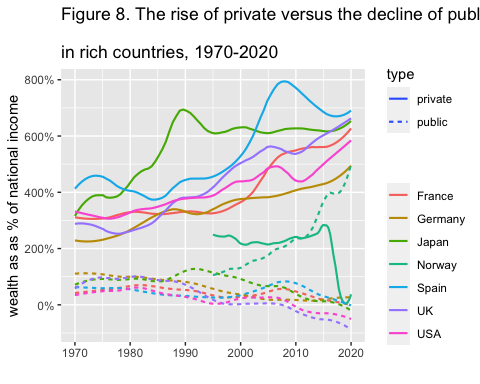 Figure 8. The rise of private versus the decline of publ
in rich countries, 1970-2020
wealth as as % of national income
800%
600%
400%
200%
0%
1970
1980
1990
2000
2010
2020
type
private
public
France
Germany
Japan
Norway
Spain
UK
USA